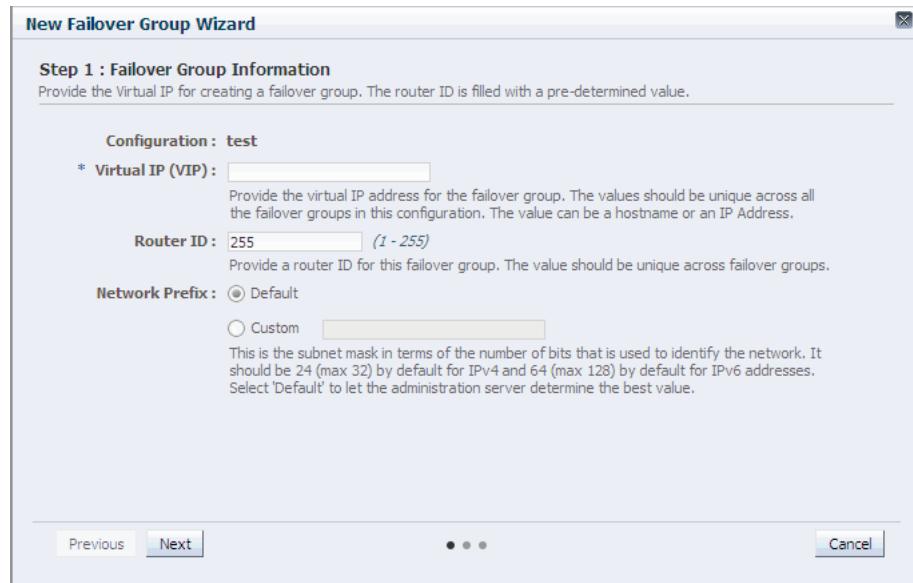 New Failover Group Wizard
Step 1 : Failover Group Information
Provide the Virtual IP for creating a failover group. The router ID is filled with a pre-determined value.
Configuration : test
* Virtual IP (VIP) :
Provide the virtual IP address for the failover group. The values should be unique across all
the failover groups in this configuration. The value can be a hostname or an IP Address.
Router ID : 255 (1 - 255)
Provide a router ID for this failover group. The value should be unique across failover groups.
Network Prefix : Default
Custom
This is the subnet mask in terms of the number of bits that is used to identify the network. It
should be 24 (max 32) by default for IPv4 and 64 (max 128) by default for IPv6 addresses.
Select 'Default' to let the administration server determine the best value.
Previous Next Cancel